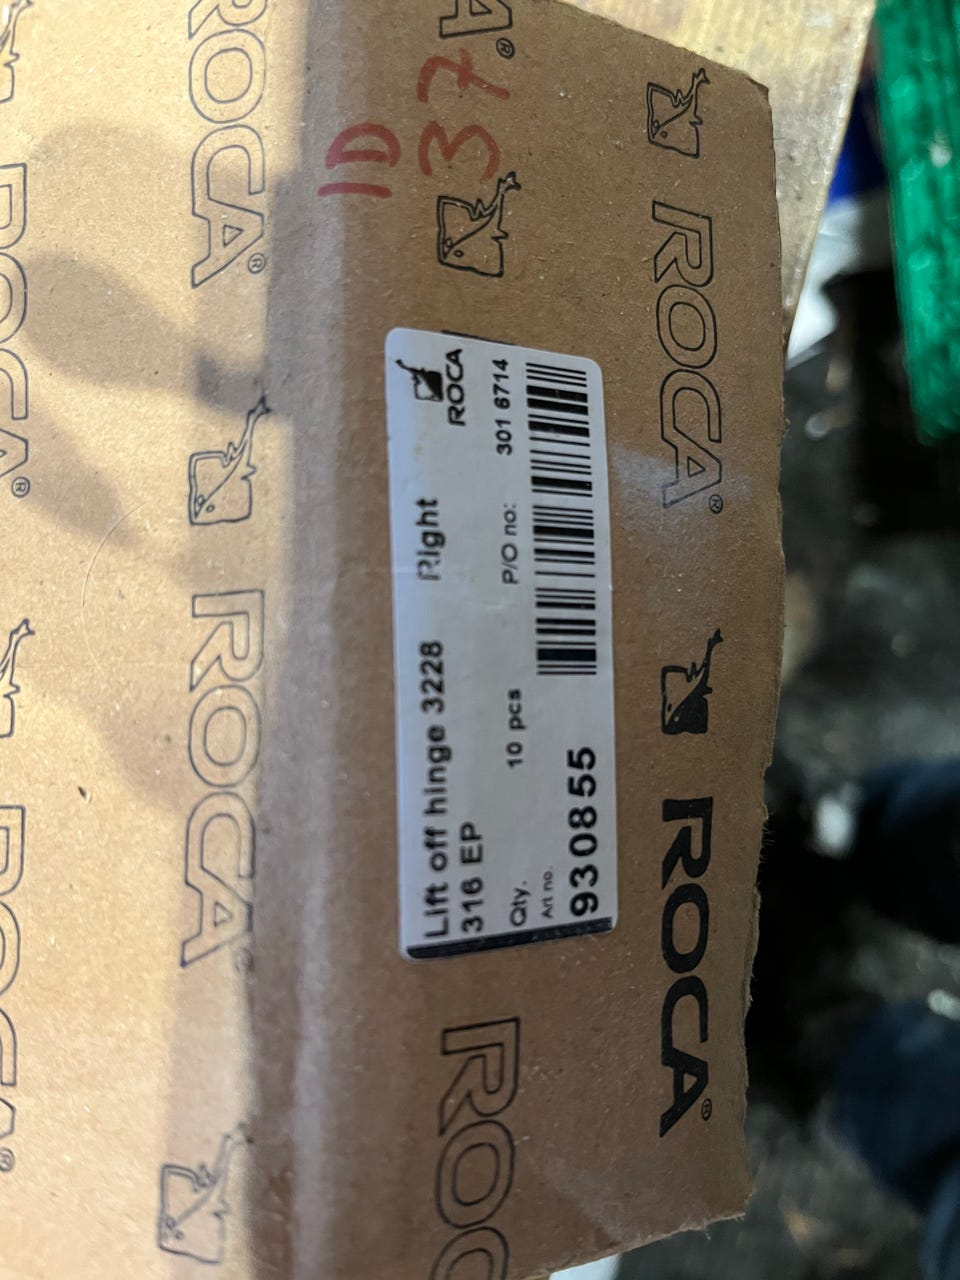 ROCA®
ROCA®
ROCA®
ROCA®
ROCA
ROCA®
ROCA®
ID
37
ROCA
Lift off hinge 3228 Right
316 EP
Qty. 10 pcs P/O no: 301 6714
Art no.
930855